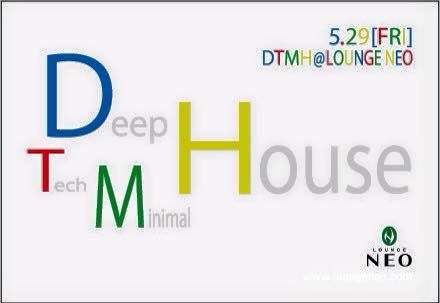 5.29[FRI]
DTMH@LOUNGE NEO
Deep
Tech
Minimal
House
LOUNGE
NEO